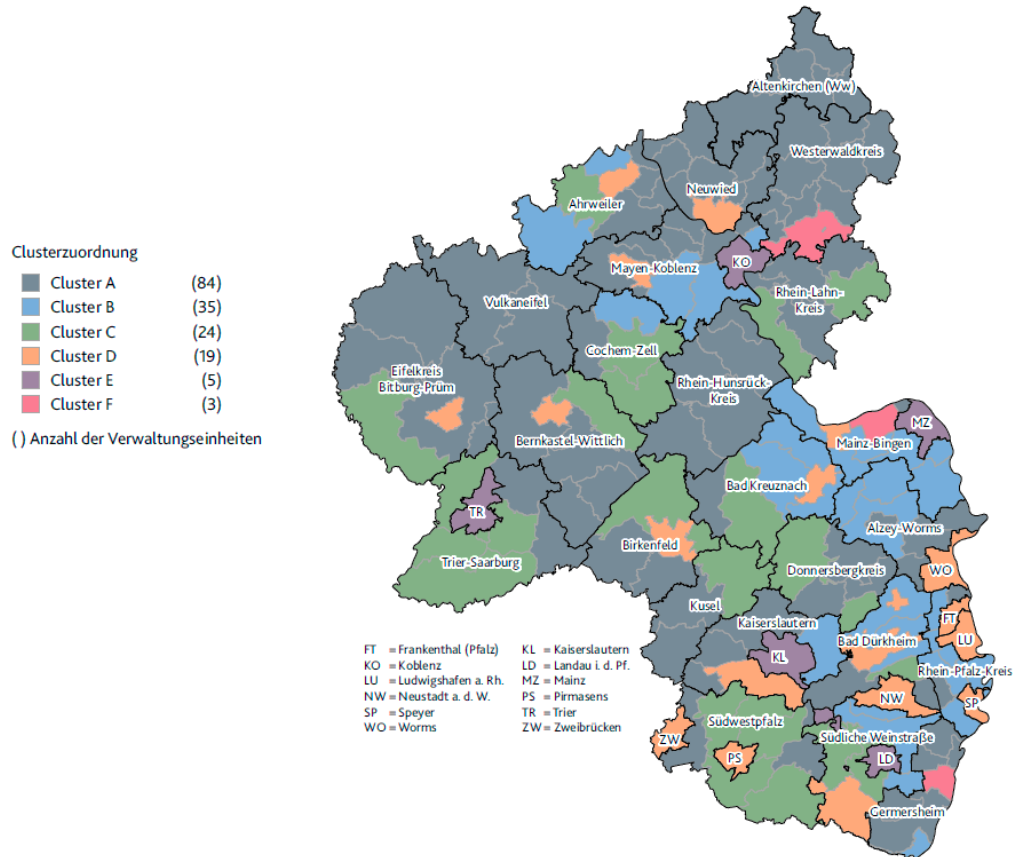 Clusterzuordnung
Cluster A (84)
Cluster B (35)
Cluster C (24)
Cluster D (19)
Cluster E (5)
Cluster F (3)
( ) Anzahl der Verwaltungseinheiten
Altenkirchen (Ww)
Westerwaldkreis
Neuwied
Ahrweiler
KO
Mayen-Koblenz
Rhein-Lahn-
Kreis
Vulkaneifel
Cochem-Zell
Eifelkreis
Bitburg-Prüm
Rhein-Hunsrück-
Kreis
Bernkastel-Wittlich
MZ
Mainz-Bingen
Bad Kreuznach
TR
Alzey-Worms
Birkenfeld
Trier-Saarburg
Donnersbergkreis
WO
Kusel
Kaiserslautern
FT
Bad Dürkheim
LU
KL
Rhein-Pfalz-Kreis
NW
SP
Südwestpfalz
Südliche Weinstraße
ZW
PS
LD
Germersheim
FT = Frankenthal (Pfalz) KL = Kaiserslautern
KO = Koblenz LD = Landau i. d. Pf.
LU = Ludwigshafen a. Rh. MZ = Mainz
NW = Neustadt a. d. W. PS = Pirmasens
SP = Speyer TR = Trier
WO = Worms ZW = Zweibrücken